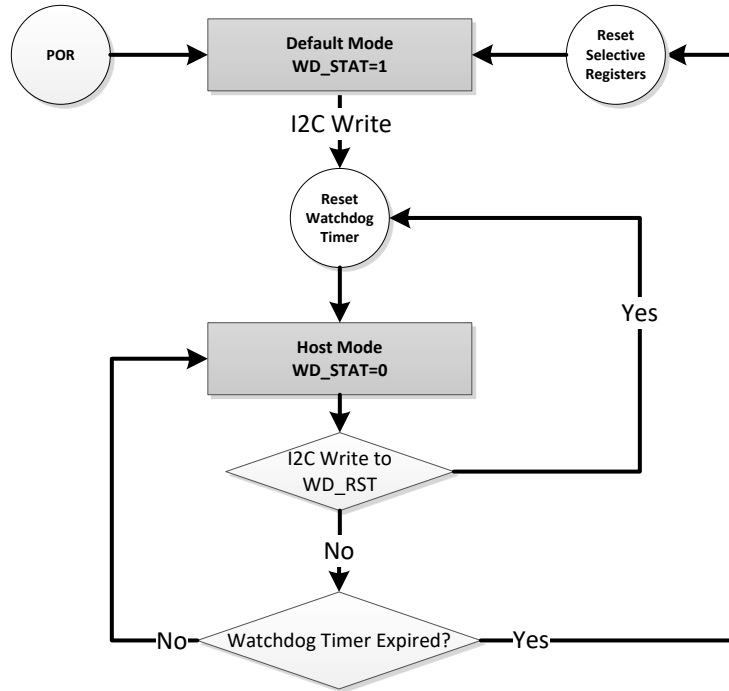 POR
Default Mode
WD_STAT=1
Reset
Selective
Registers
I2C Write
Reset
Watchdog
Timer
Yes
Host Mode
WD_STAT=0
I2C Write to
WD_RST
No
No
Watchdog Timer Expired?
Yes